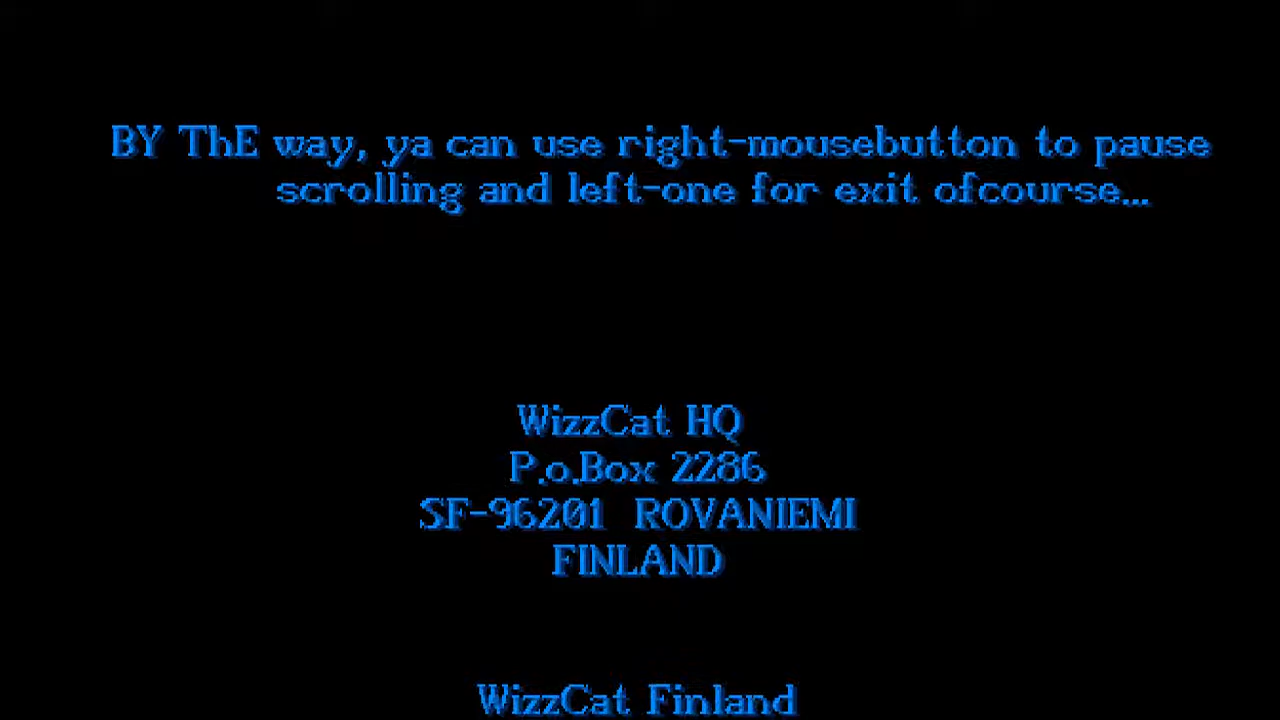 BY ThE way, ya can use right-mousebutton to pause
scrolling and left-one for exit ofcourse...
WizzCat HQ
P.o.Box 2286
SF-96201 ROVANIEMI
FINLAND
WizzCat Finland